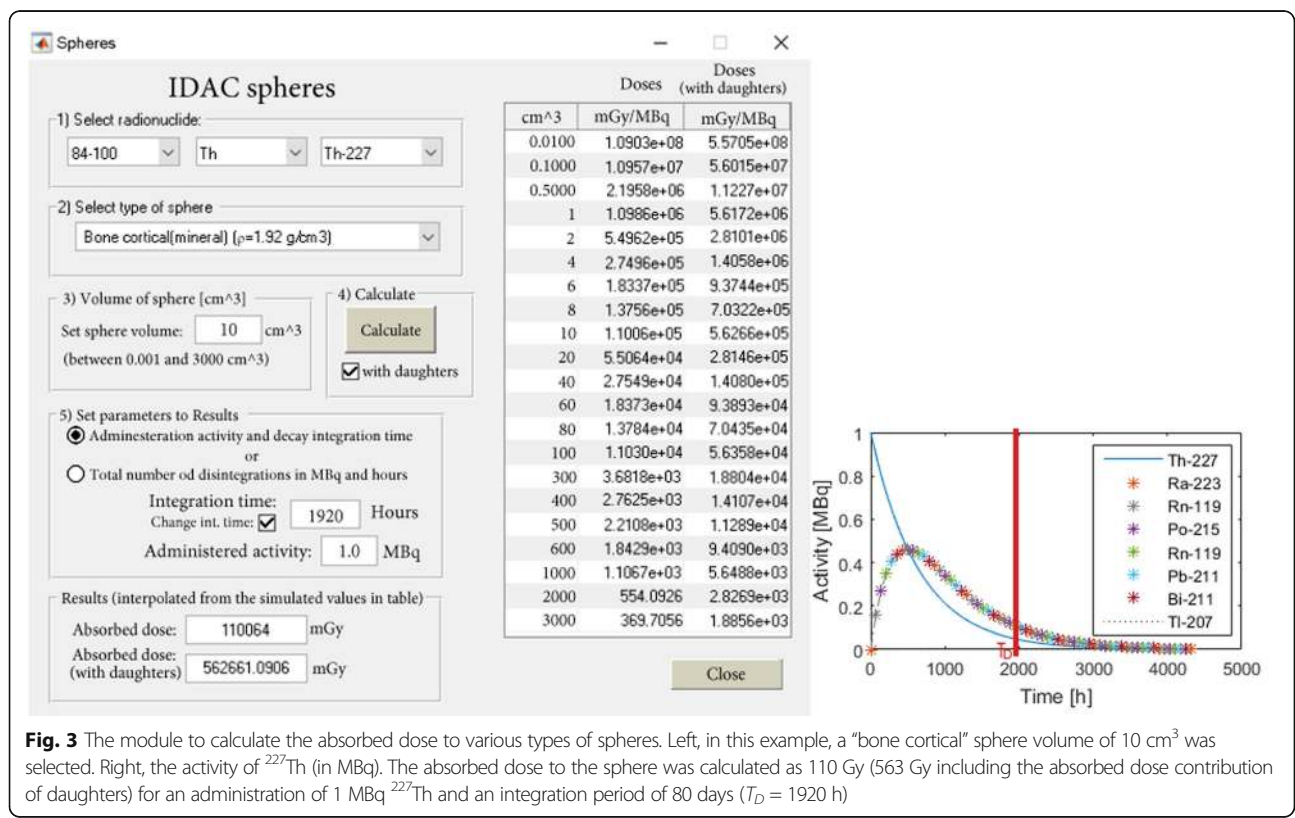 Spheres
IDAC spheres
1) Select radionuclide:
84-100 Th Th-227
2) Select type of sphere
Bone cortical(mineral) (ρ=1.92 g/cm3)
3) Volume of sphere [cm^3]
Set sphere volume: 10 cm^3
(between 0.001 and 3000 cm^3)
4) Calculate
Calculate
with daughters
5) Set parameters to Results
Adminesteration activity and decay integration time
or
Total number od disintegrations in MBq and hours
Integration time:
Change int. time: 1920 Hours
Administered activity: 1.0 MBq
Results (interpolated from the simulated values in table)
Absorbed dose: 110064 mGy
Absorbed dose:
(with daughters) 562661.0906 mGy
Doses Doses
(with daughters)
cm^3 mGy/MBq mGy/MBq
0.0100 1.0903e+08 5.5705e+08
0.1000 1.0957e+07 5.6015e+07
0.5000 2.1958e+06 1.1227e+07
1 1.0986e+06 5.6172e+06
2 5.4962e+05 2.8101e+06
4 2.7496e+05 1.4058e+06
6 1.8337e+05 9.3744e+05
8 1.3756e+05 7.0322e+05
10 1.1006e+05 5.6266e+05
20 5.5064e+04 2.8146e+05
40 2.7549e+04 1.4080e+05
60 1.8373e+04 9.3893e+04
80 1.3784e+04 7.0435e+04
100 1.1030e+04 5.6358e+04
300 3.6818e+03 1.8804e+04
400 2.7625e+03 1.4107e+04
500 2.2108e+03 1.1289e+04
600 1.8429e+03 9.4090e+03
1000 1.1067e+03 5.6488e+03
2000 554.0926 2.8269e+03
3000 369.7056 1.8856e+03
Close
Activity [MBq]
1
0.8
0.6
0.4
0.2
0
T_D
0 1000 2000 3000 4000 5000
Time [h]
Th-227
Ra-223
Rn-119
Po-215
Rn-119
Pb-211
Bi-211
Tl-207
Fig. 3 The module to calculate the absorbed dose to various types of spheres. Left, in this example, a “bone cortical” sphere volume of 10 cm³ was
selected. Right, the activity of ²²⁷Th (in MBq). The absorbed dose to the sphere was calculated as 110 Gy (563 Gy including the absorbed dose contribution
of daughters) for an administration of 1 MBq ²²⁷Th and an integration period of 80 days (T_D = 1920 h)